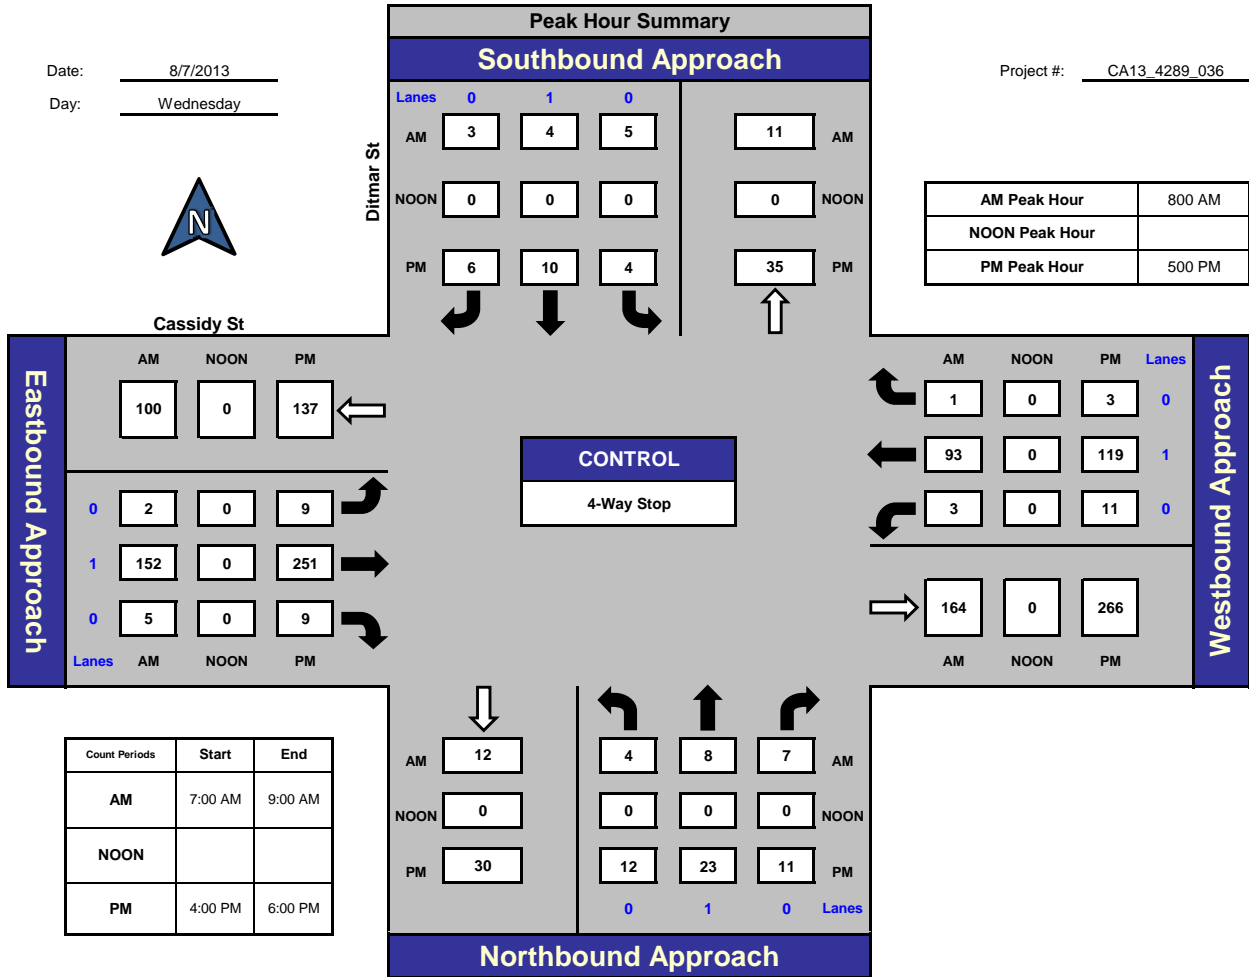 Peak Hour Summary
Southbound Approach
Date: 8/7/2013
Project #: CA13_4289_036
Day: Wednesday
Lanes 0 1 0
AM 3 4 5 11 AM
Ditmar St
NOON 0 0 0 0 NOON
PM 6 10 4 35 PM
N
AM Peak Hour 800 AM
NOON Peak Hour
PM Peak Hour 500 PM
Cassidy St
Eastbound Approach
AM NOON PM
100 0 137
0 2 0 9
1 152 0 251
0 5 0 9
Lanes AM NOON PM
CONTROL
4-Way Stop
AM NOON PM Lanes
1 0 3 0
93 0 119 1
3 0 11 0
164 0 266
AM NOON PM
Westbound Approach
Count Periods Start End
AM 7:00 AM 9:00 AM
NOON
PM 4:00 PM 6:00 PM
AM 12 4 8 7 AM
NOON 0 0 0 0 NOON
PM 30 12 23 11 PM
0 1 0 Lanes
Northbound Approach